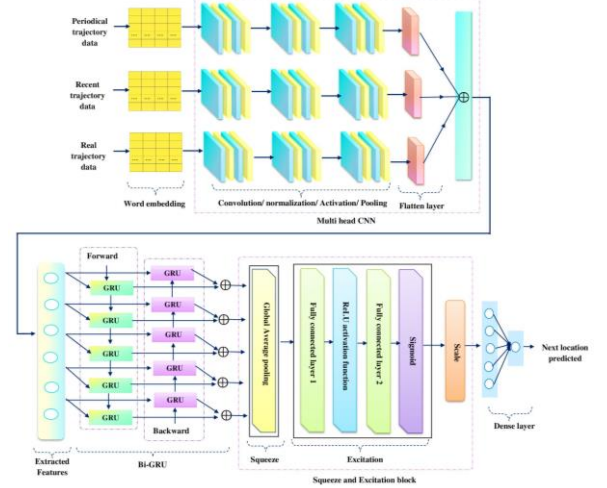 Periodical
trajectory
data
Recent
trajectory
data
Real
trajectory
data
Word embedding
Convolution/ normalization/ Activation/ Pooling
Flatten layer
Multi head CNN
Forward
GRU
GRU
GRU
GRU
GRU
GRU
GRU
GRU
GRU
GRU
Backward
Extracted
Features
Bi-GRU
Global Average pooling
Squeeze
Fully connected layer 1
ReLU activation function
Fully connected layer 2
Sigmoid
Excitation
Squeeze and Excitation block
Scale
Dense layer
Next location
predicted